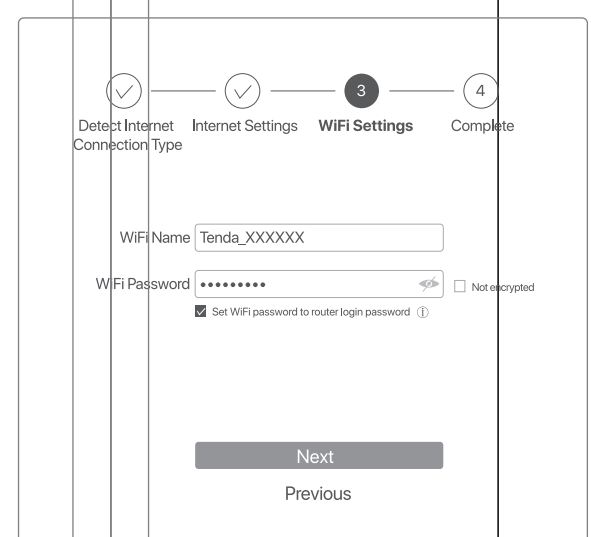 3
4
Detect Internet
Connection Type
Internet Settings
WiFi Settings
Complete
WiFi Name
Tenda_XXXXXX
WiFi Password
•••••••••
Not encrypted
Set WiFi password to router login password
Next
Previous